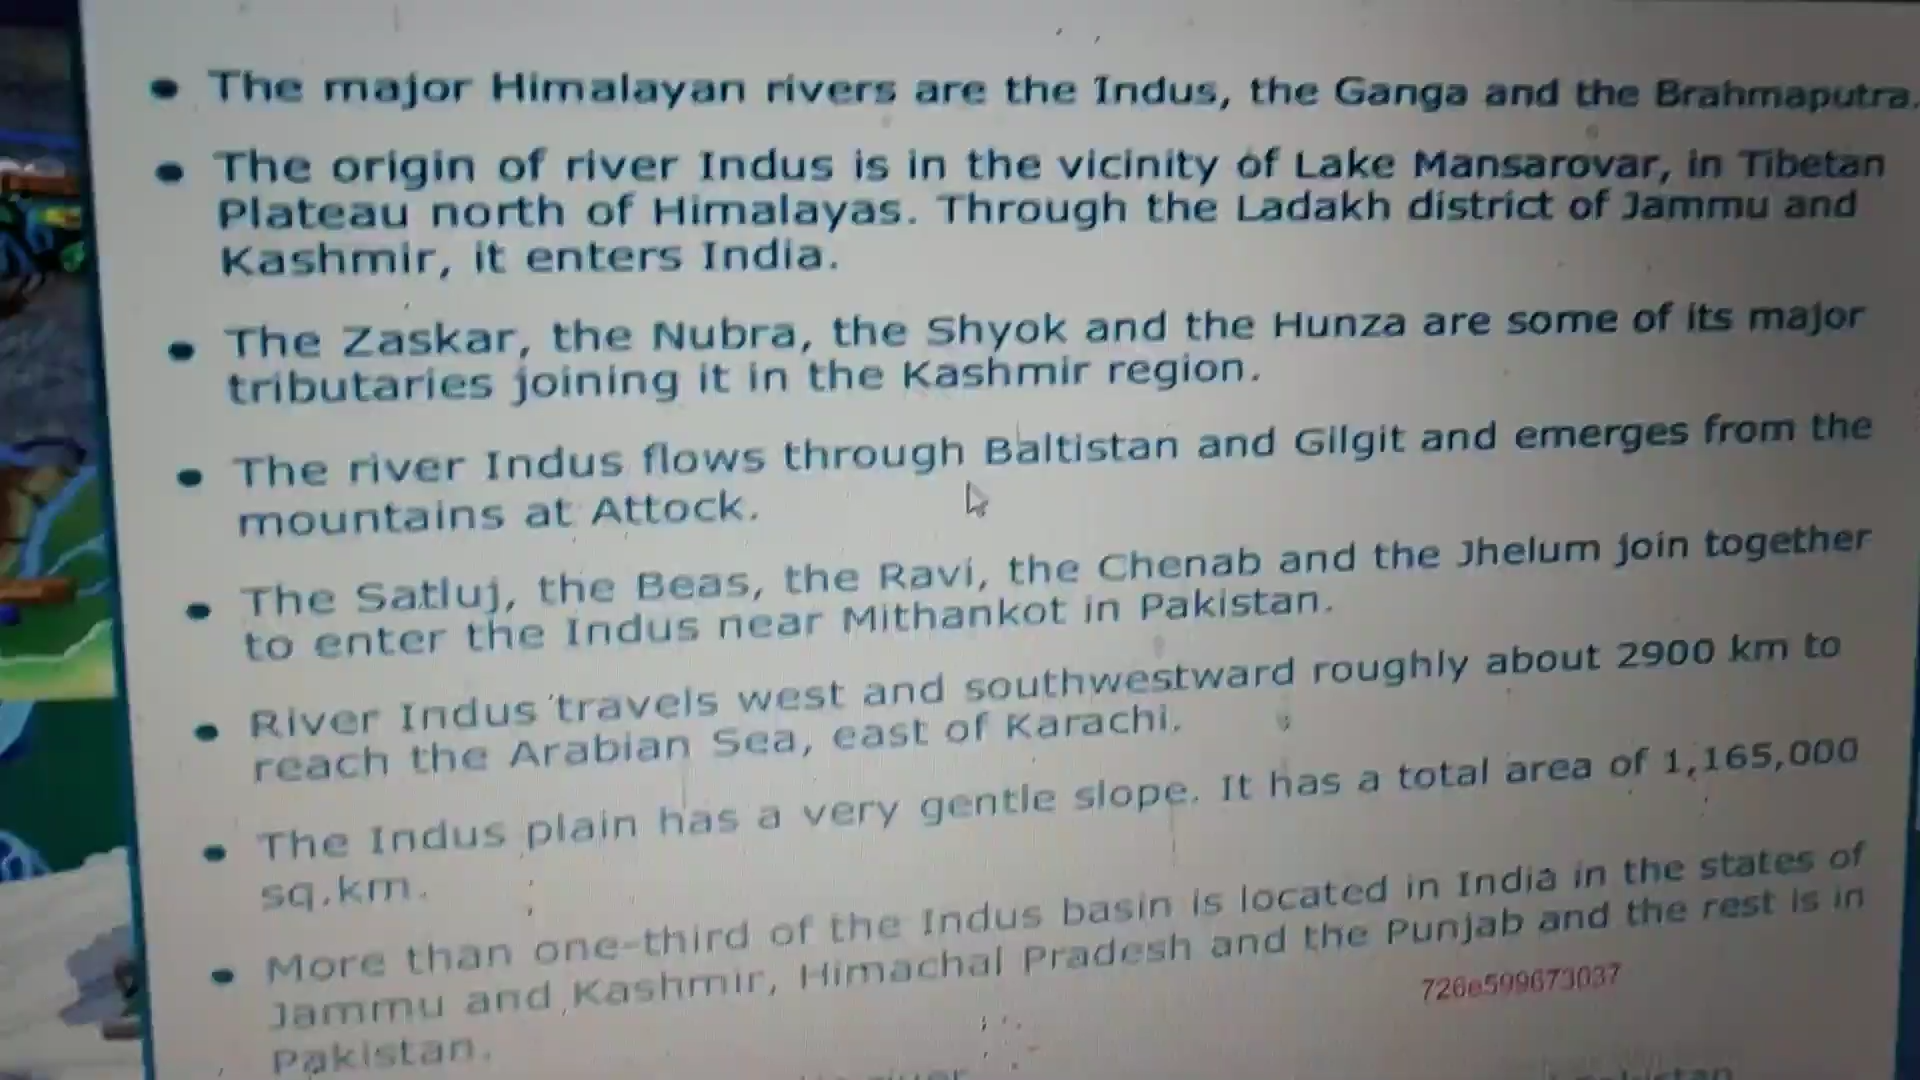 The major Himalayan rivers are the Indus, the Ganga and the Brahmaputra.
The origin of river Indus is in the vicinity of Lake Mansarovar, in Tibetan
Plateau north of Himalayas. Through the Ladakh district of Jammu and
Kashmir, it enters India.
The Zaskar, the Nubra, the Shyok and the Hunza are some of its major
tributaries joining it in the Kashmir region.
The river Indus flows through Baltistan and Gilgit and emerges from the
mountains at Attock.
The Satluj, the Beas, the Ravi, the Chenab and the Jhelum join together
to enter the Indus near Mithankot in Pakistan.
River Indus travels west and southwestward roughly about 2900 km to
reach the Arabian Sea, east of Karachi.
The Indus plain has a very gentle slope. It has a total area of 1,165,000
sq.km.
More than one-third of the Indus basin is located in India in the states of
Jammu and Kashmir, Himachal Pradesh and the Punjab and the rest is in
Pakistan.
726e599673037